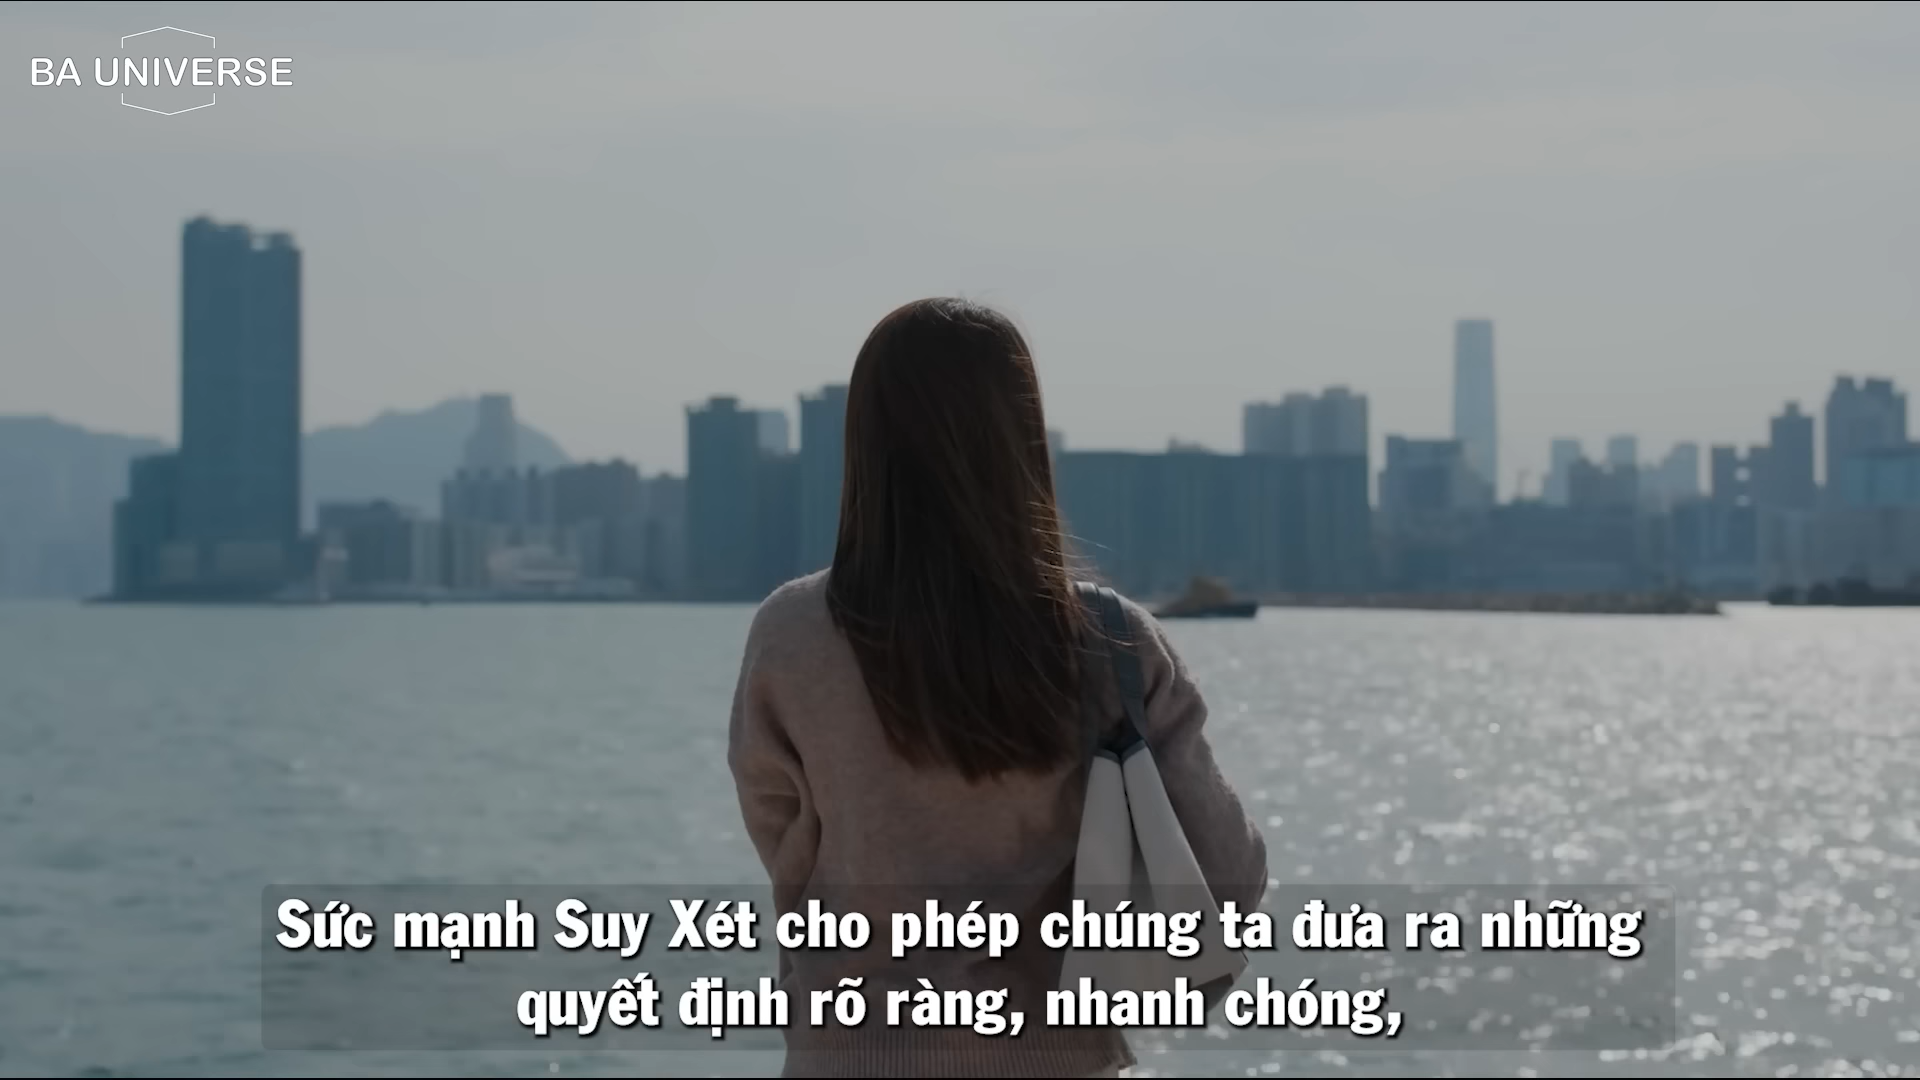 BA UNIVERSE
Sức mạnh Suy Xét cho phép chúng ta đưa ra những
quyết định rõ ràng, nhanh chóng,